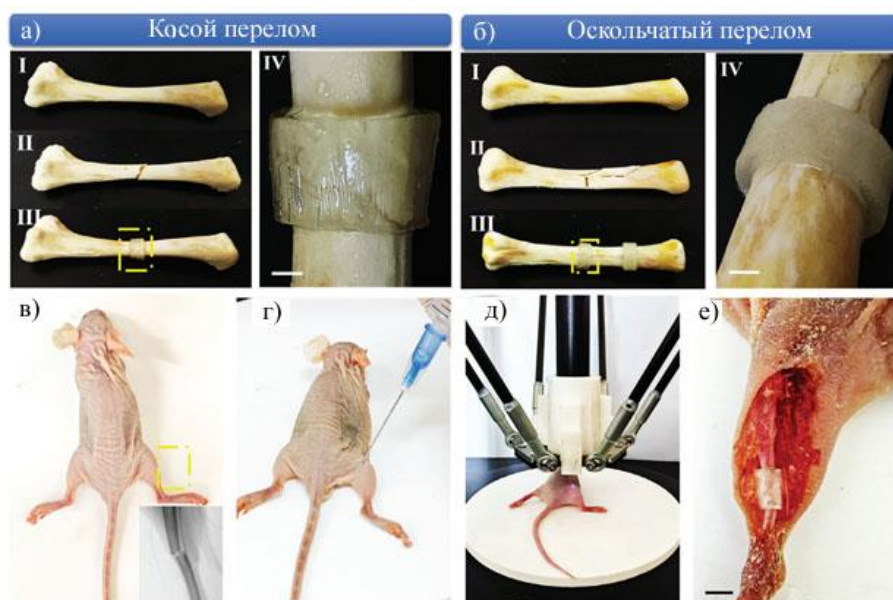 а) Косой перелом
I
II
III
IV
б) Оскольчатый перелом
I
II
III
IV
в)
г)
д)
е)